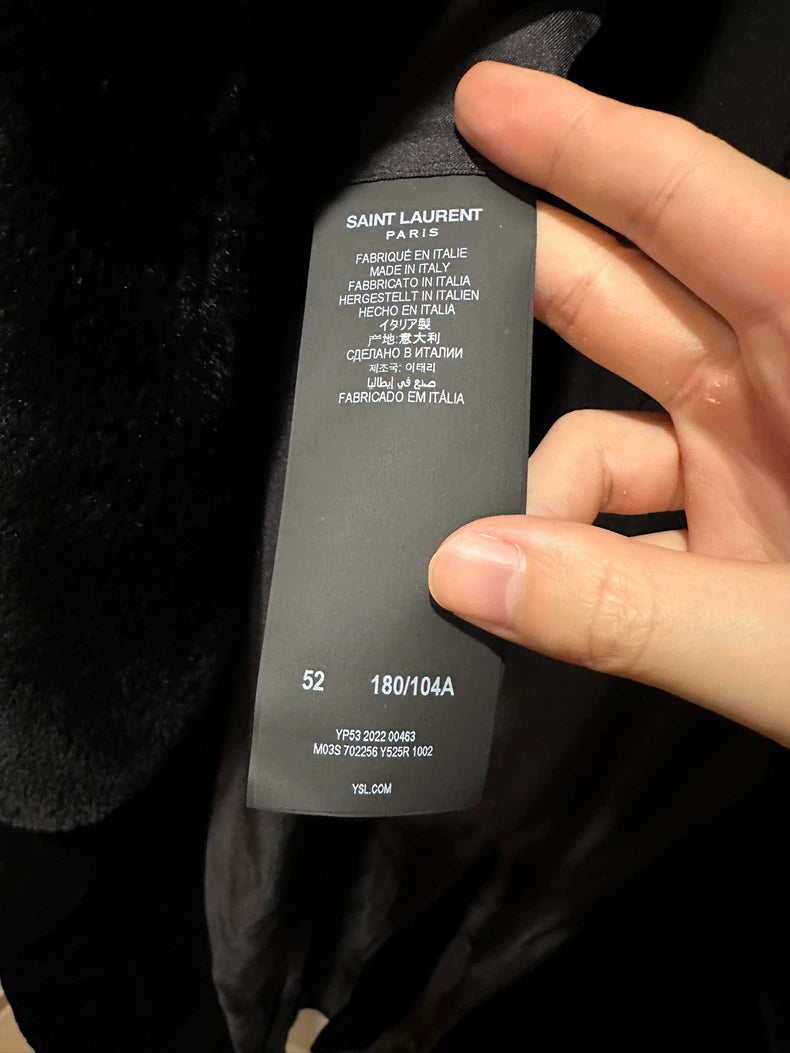 SAINT LAURENT
PARIS
FABRIQUÉ EN ITALIE
MADE IN ITALY
FABBRICATO IN ITALIA
HERGESTELLT IN ITALIEN
HECHO EN ITALIA
イタリア製
产地:意大利
СДЕЛАНО В ИТАЛИИ
제조국: 이태리
صنع في إيطاليا
FABRICADO EM ITÁLIA
52 180/104A
YP53 2022 00463
M03S 702256 Y525R 1002
YSL.COM